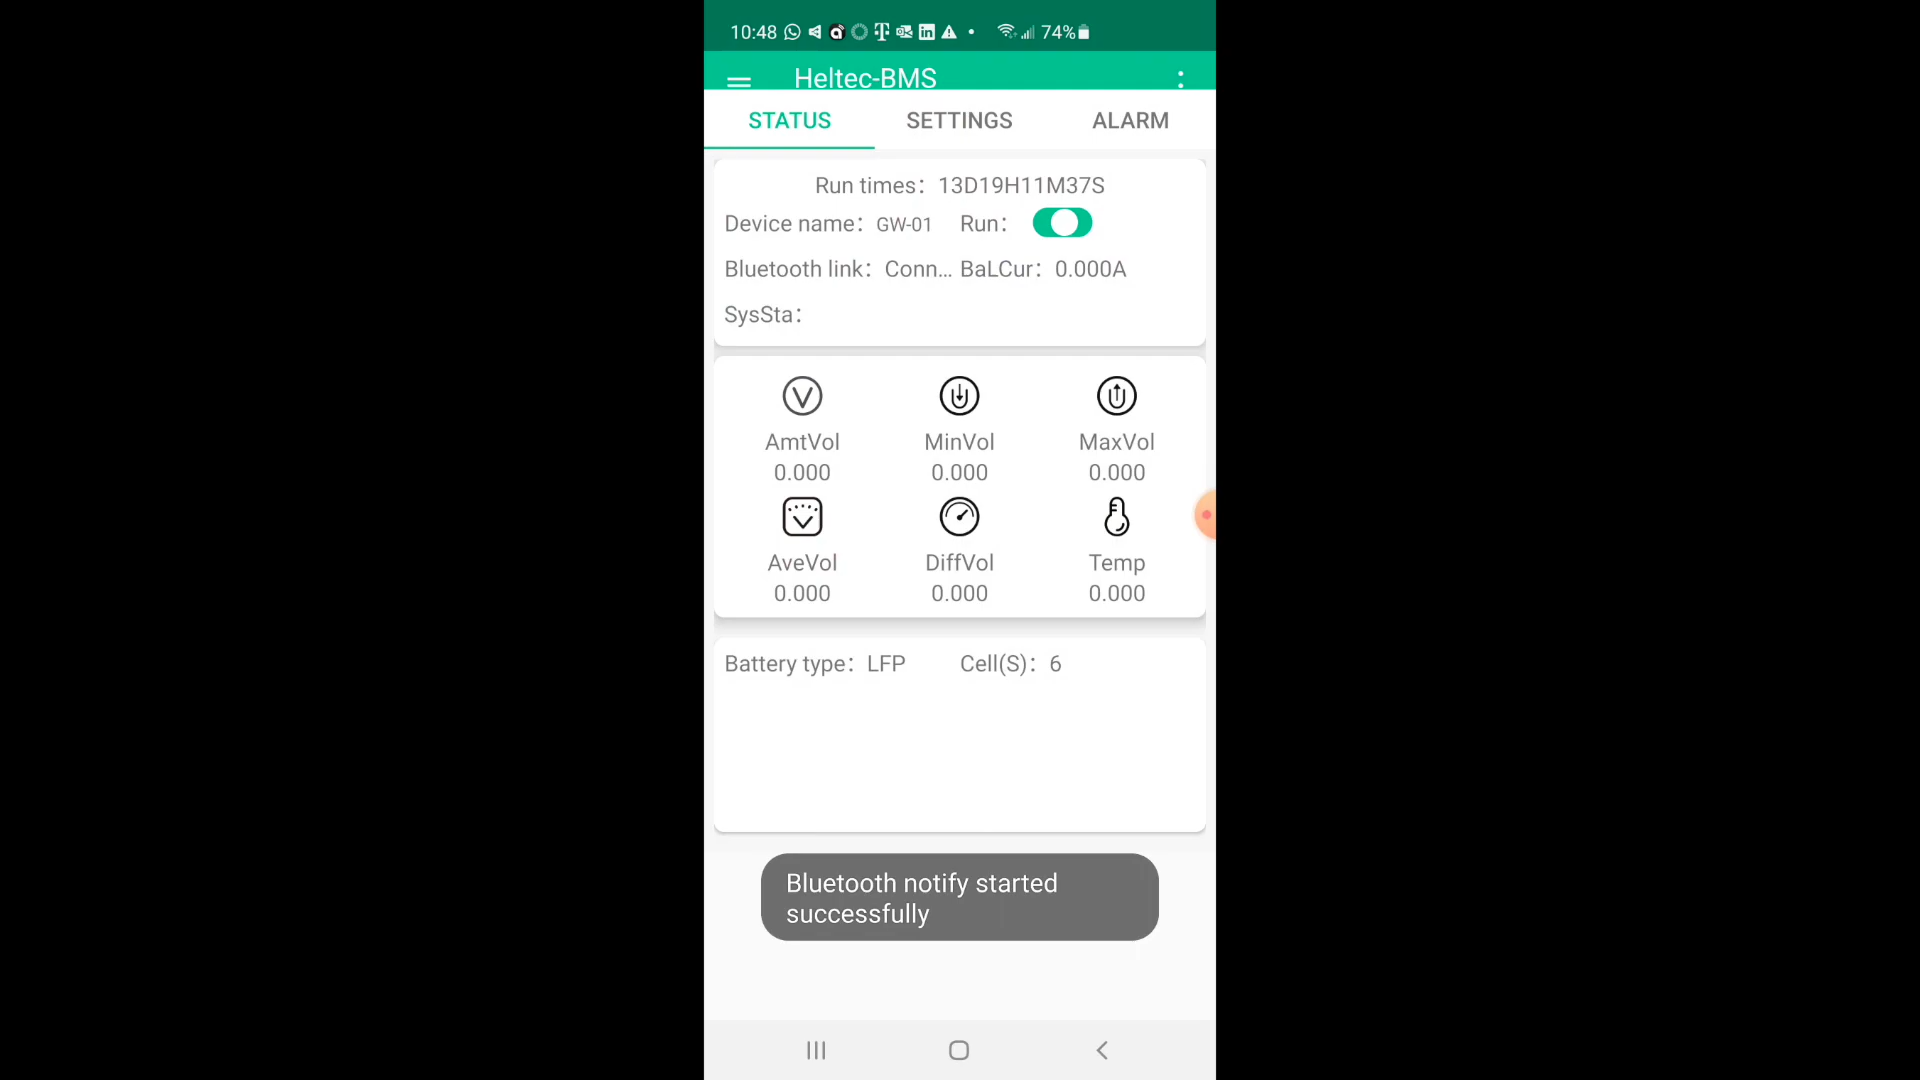 10:48 74%
Heltec-BMS
STATUS SETTINGS ALARM
Run times: 13D19H11M37S
Device name: GW-01 Run:
Bluetooth link: Conn... BaLCur: 0.000A
SysSta:
AmtVol MinVol MaxVol
0.000 0.000 0.000
AveVol DiffVol Temp
0.000 0.000 0.000
Battery type: LFP Cell(S): 6
Bluetooth notify started
successfully